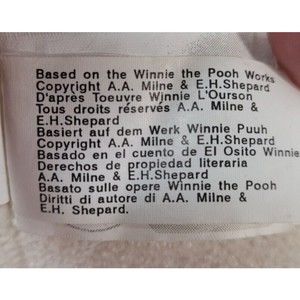 Based on the Winnie the Pooh Works
Copyright A.A. Milne & E.H.Shepard
D'après Toeuvre Winnie L'Ourson
Tous droits réservés A.A. Milne &
E.H.Shepard
Basiert auf dem Werk Winnie Puuh
Copyright A.A. Milne & E.H.Shepard
Basado en el cuento de El Osito Winnie
Derechos de propiedad literaria
A.A. Milne & E.H.Shepard
Basato sulle opere Winnie the Pooh
Diritti di autore di A.A. Milne &
E.H. Shepard.